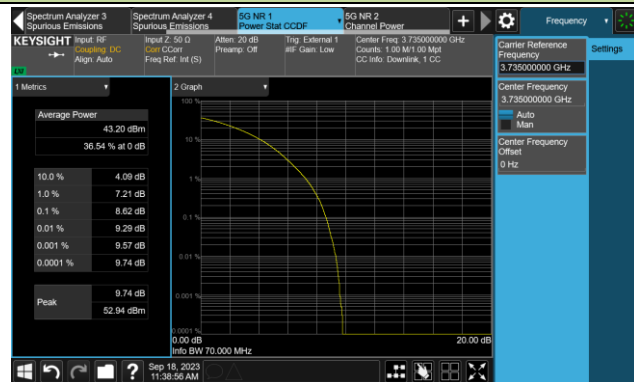 Spectrum Analyzer 3
Spurious Emissions
Spectrum Analyzer 4
Spurious Emissions
5G NR 1
Power Stat CCDF
5G NR 2
Channel Power
Frequency
KEYSIGHT
Input: RF
Coupling: DC
Align: Auto
Input Z: 50 Ω
Corr CCorr
Freq Ref: Int (S)
Atten: 20 dB
Preamp: Off
Trig: External 1
#IF Gain: Low
Center Freq: 3.735000000 GHz
Counts: 1.00 M/1.00 Mpt
CC Info: Downlink, 1 CC
Carrier Reference
Frequency
3.735000000 GHz
Settings
Center Frequency
3.735000000 GHz
Auto
Man
Center Frequency
Offset
0 Hz
1 Metrics
Average Power
43.20 dBm
36.54 % at 0 dB
10.0 % 4.09 dB
1.0 % 7.21 dB
0.1 % 8.62 dB
0.01 % 9.29 dB
0.001 % 9.57 dB
0.0001 % 9.74 dB
Peak
9.74 dB
52.94 dBm
2 Graph
100 %
10 %
1 %
0.1 %
0.01 %
0.001 %
0.0001 %
0.00 dB
20.00 dB
Info BW 70.000 MHz
?
Sep 18, 2023
11:38:56 AM